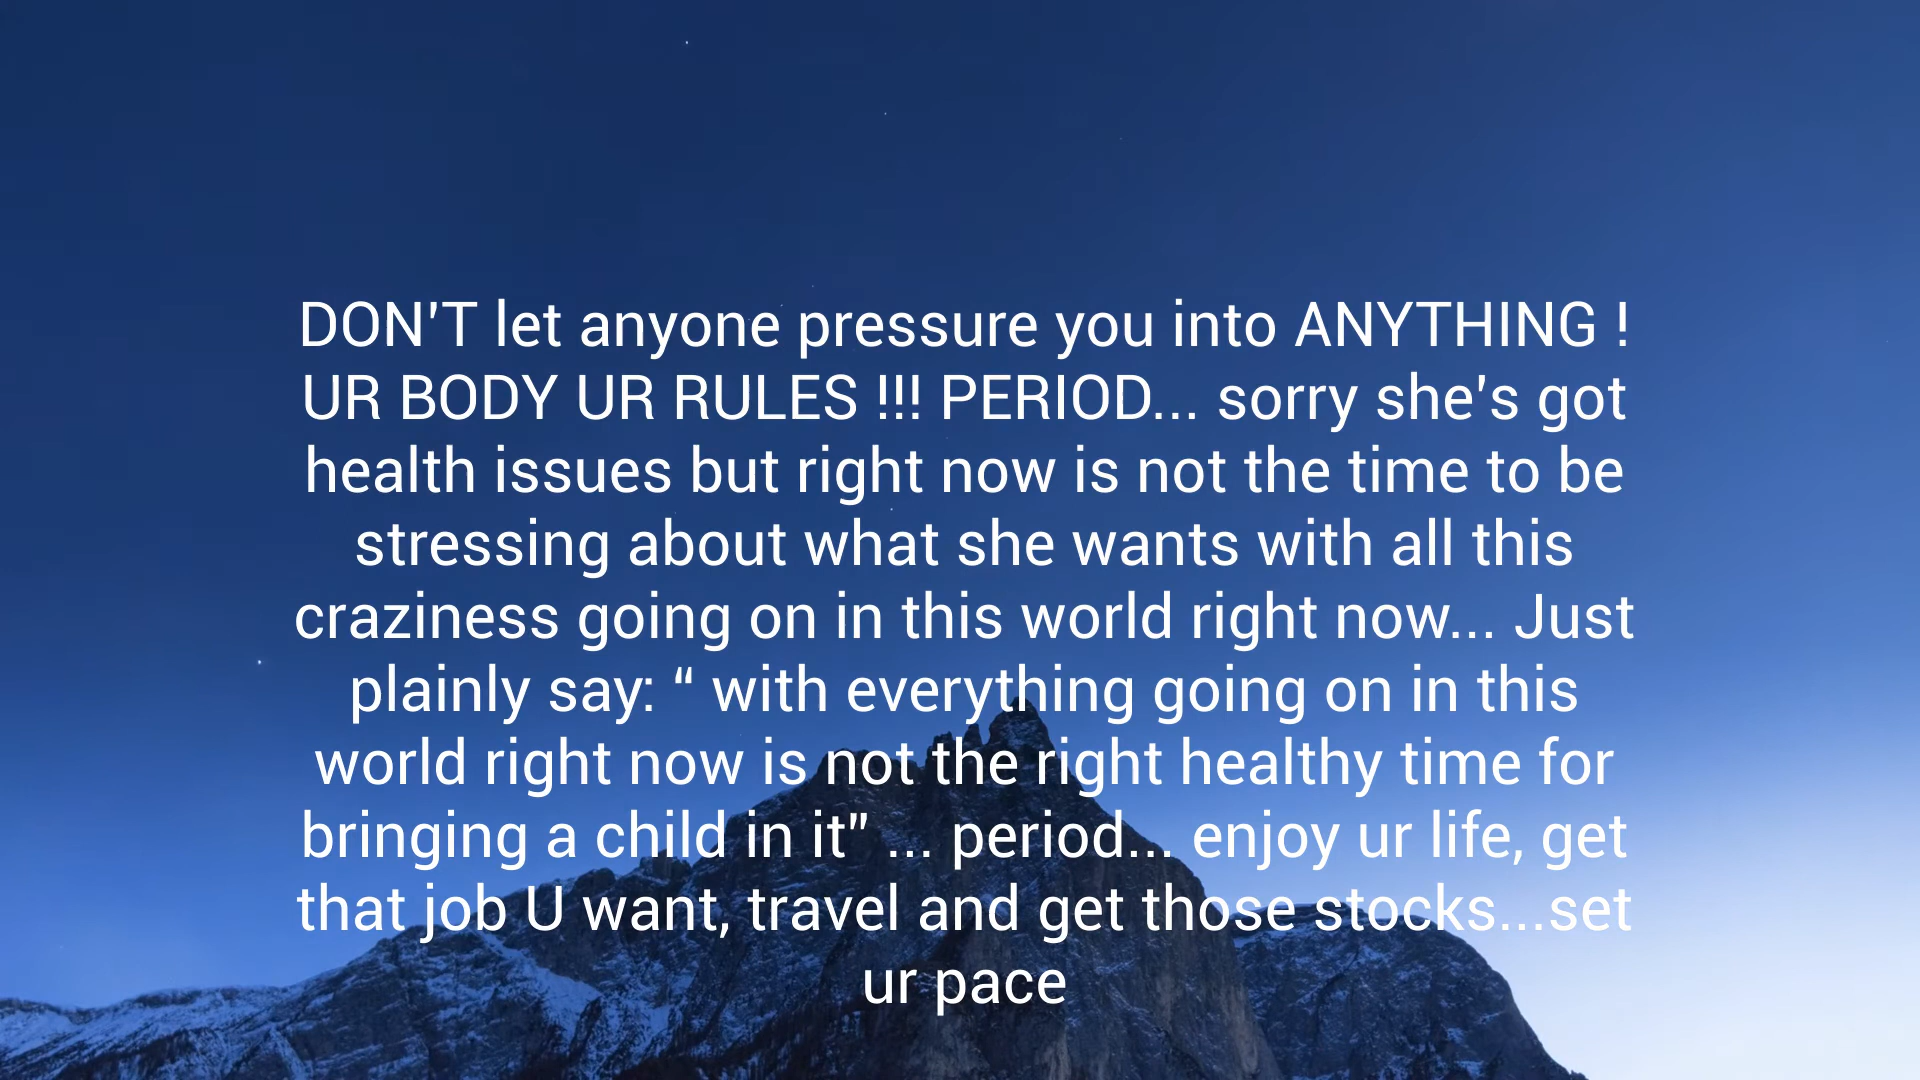 DON'T let anyone pressure you into ANYTHING !
UR BODY UR RULES !!! PERIOD... sorry she's got
health issues but right now is not the time to be
stressing about what she wants with all this
craziness going on in this world right now... Just
plainly say: “ with everything going on in this
world right now is not the right healthy time for
bringing a child in it” ... period... enjoy ur life, get
that job U want, travel and get those stocks...set
ur pace